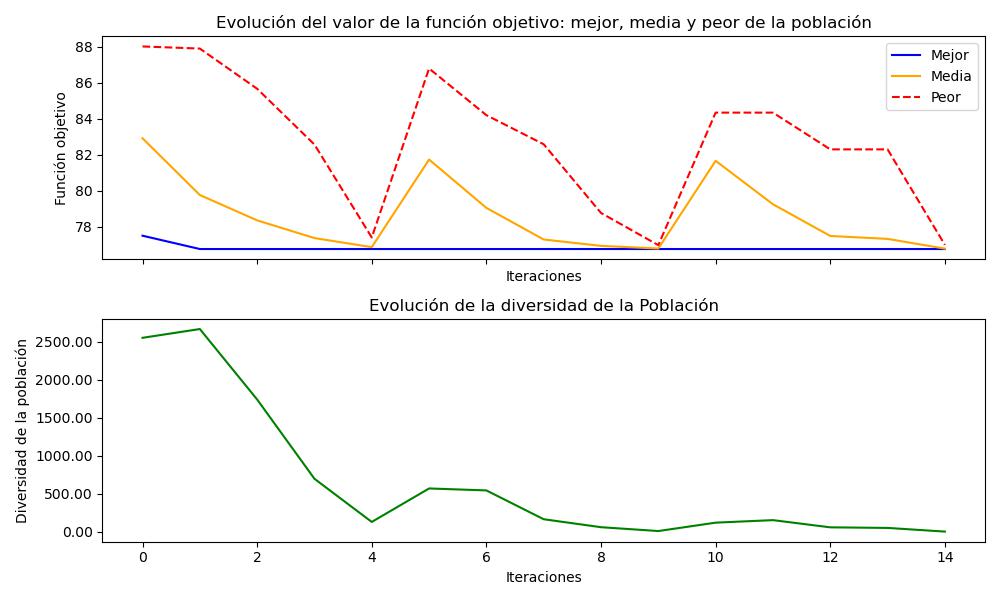 Evolución del valor de la función objetivo: mejor, media y peor de la población
Función objetivo
88
86
84
82
80
78
Mejor
Media
Peor
Iteraciones
Evolución de la diversidad de la Población
Diversidad de la población
2500.00
2000.00
1500.00
1000.00
500.00
0.00
0 2 4 6 8 10 12 14
Iteraciones